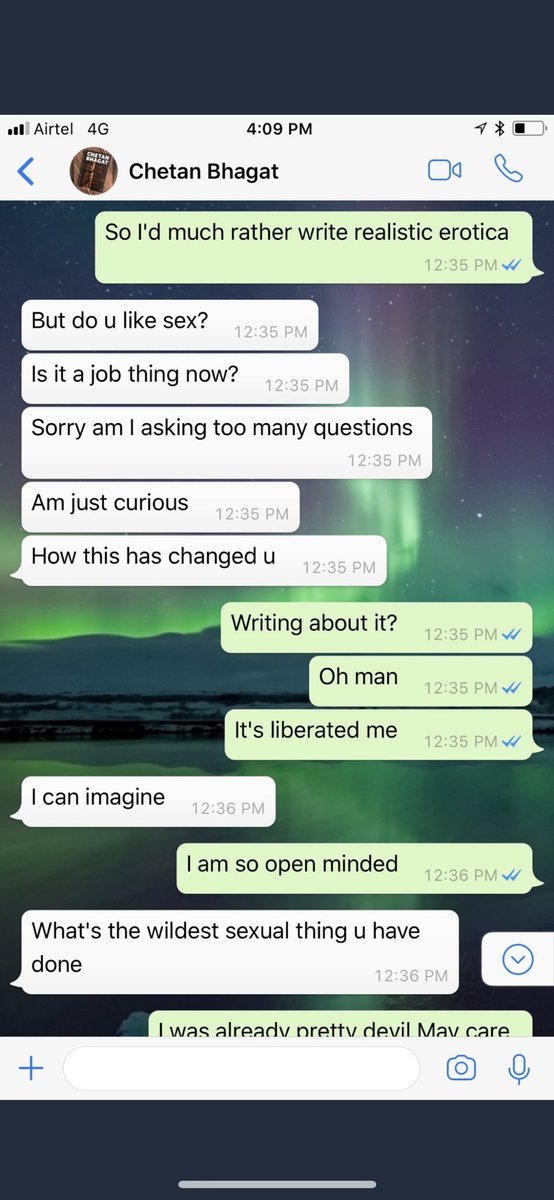 Airtel 4G 4:09 PM
CHETAN
BHAGAT
Chetan Bhagat
So I'd much rather write realistic erotica
12:35 PM
But do u like sex? 12:35 PM
Is it a job thing now? 12:35 PM
Sorry am I asking too many questions
12:35 PM
Am just curious 12:35 PM
How this has changed u 12:35 PM
Writing about it? 12:35 PM
Oh man 12:35 PM
It's liberated me 12:35 PM
I can imagine 12:36 PM
I am so open minded 12:36 PM
What's the wildest sexual thing u have
done 12:36 PM
I was already pretty devil May care